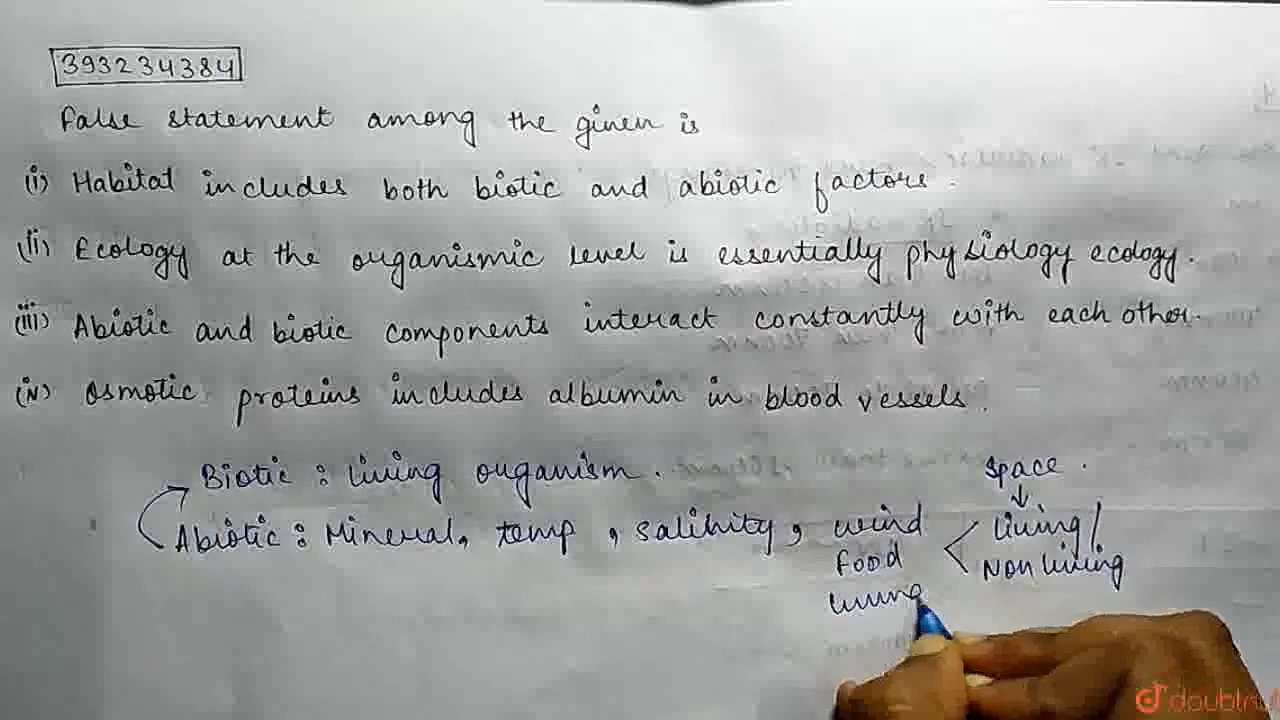 393234384
False statement among the given is
(i) Habitat includes both biotic and abiotic factors.
(ii) Ecology at the organismic level is essentially physiology ecology.
(iii) Abiotic and biotic components interact constantly with each other.
(iv) Osmotic proteins includes albumin in blood vessels.
Biotic : living organism.
Space.
Abiotic : Mineral, temp, salinity, wind
living/
food
Non living
doubtnut